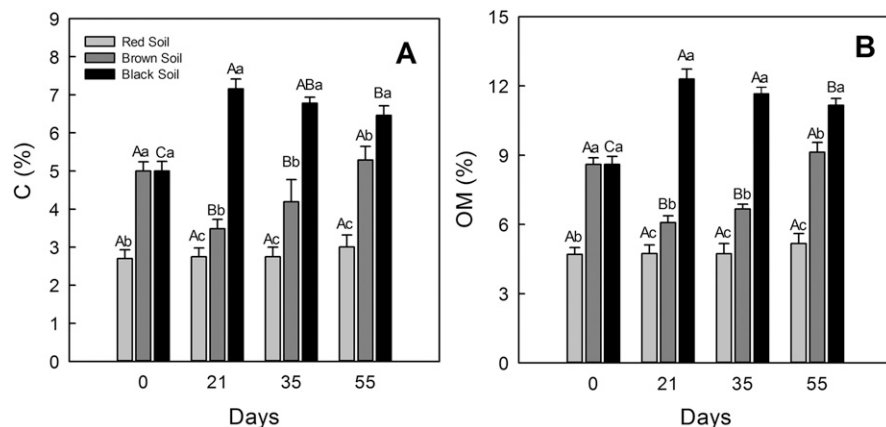 9
8
7
6
5
4
3
2
1
0
C (%)
Red Soil
Brown Soil
Black Soil
A
Ab
Aa
Ca
Ac
Bb
Aa
Ac
Bb
ABa
Ac
Ab
Ba
0
21
35
55
Days
15
12
9
6
3
0
OM (%)
B
Ab
Aa
Ca
Ac
Bb
Aa
Ac
Bb
Aa
Ac
Ab
Ba
0
21
35
55
Days